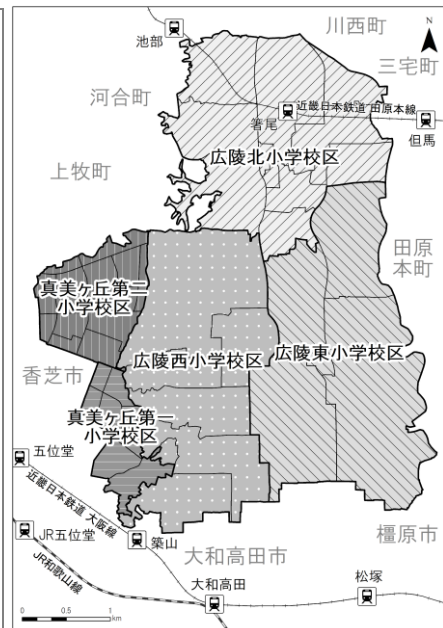 川西町
N
池部
三宅町
河合町
近畿日本鉄道 田原本線
箸尾
但馬
広陵北小学校区
上牧町
田原
本町
真美ヶ丘第二
小学校区
広陵西小学校区
広陵東小学校区
香芝市
真美ヶ丘第一
小学校区
五位堂
近畿日本鉄道 大阪線
JR五位堂
築山
橿原市
大和高田市
JR和歌山線
大和高田
松塚
0 0.5 1
km